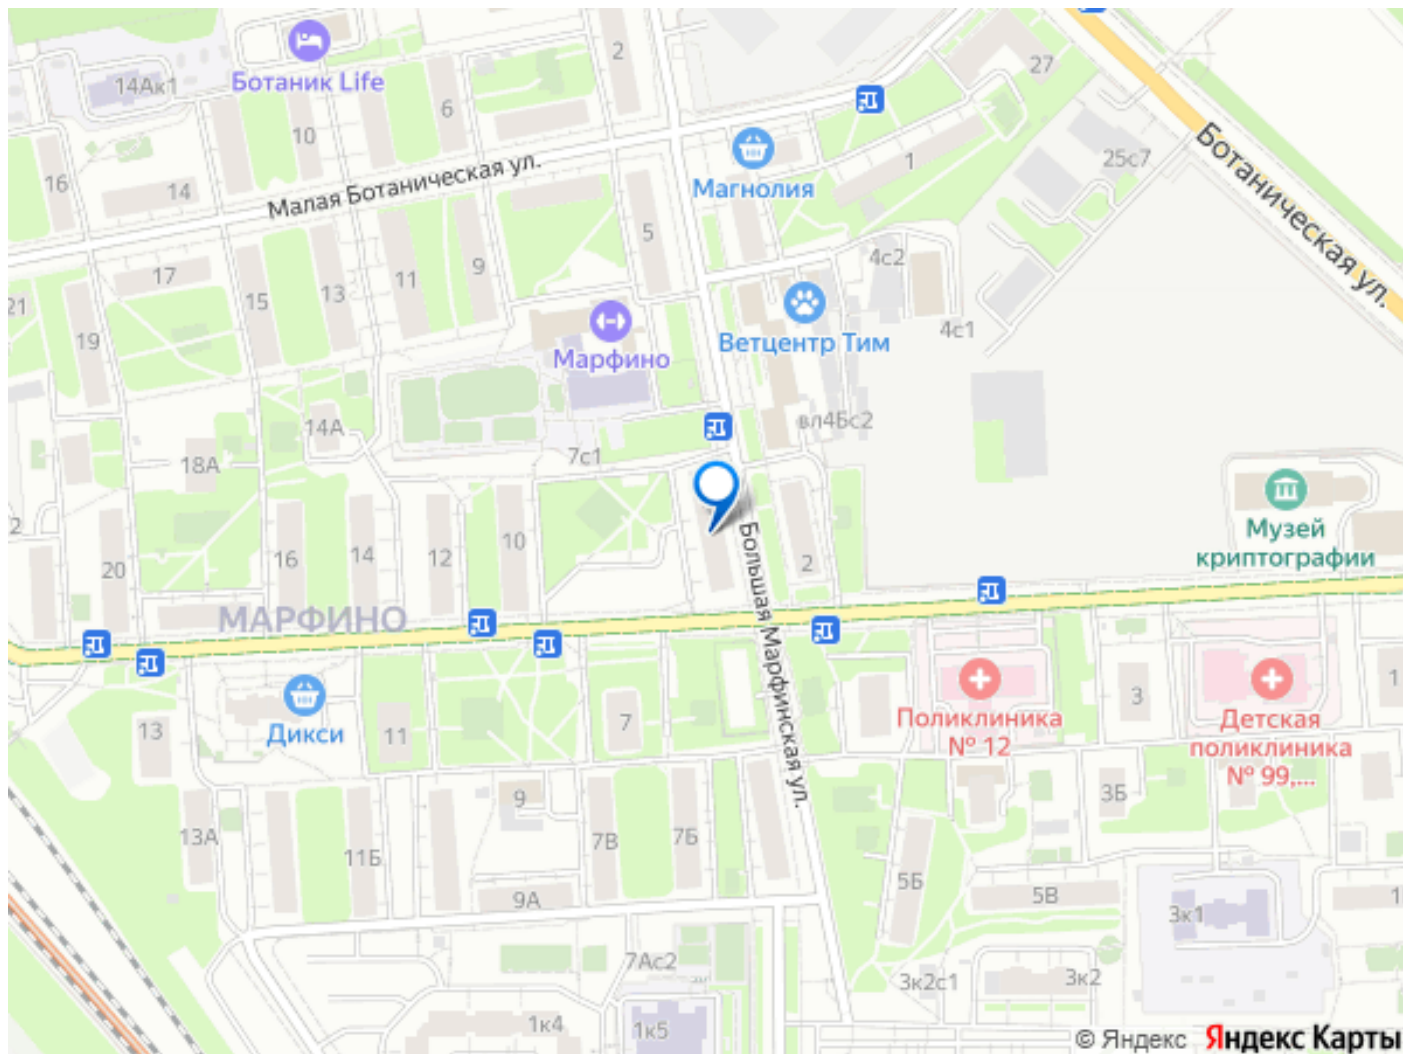 2
Ботаник Life
27
14Ак1
6
10
1
25с7
Ботаническая ул.
16
14
Малая Ботаническая ул.
Магнолия
5
4с2
17
11
9
15
13
21
19
4с1
Ветцентр Тим
Марфино
14А
вл4Бс2
7с1
18А
2
10
16
14
12
20
2
Большая Марфинская ул.
Музей
криптографии
МАРФИНО
13
11
Дикси
7
Поликлиника
№ 12
3
1
Детская
поликлиника
№ 99,...
9
3Б
13А
11Б
7В
7Б
5Б
5В
1
9А
3к1
7Ас2
3к2с1
3к2
1к4
1к5
© Яндекс Яндекс Карты